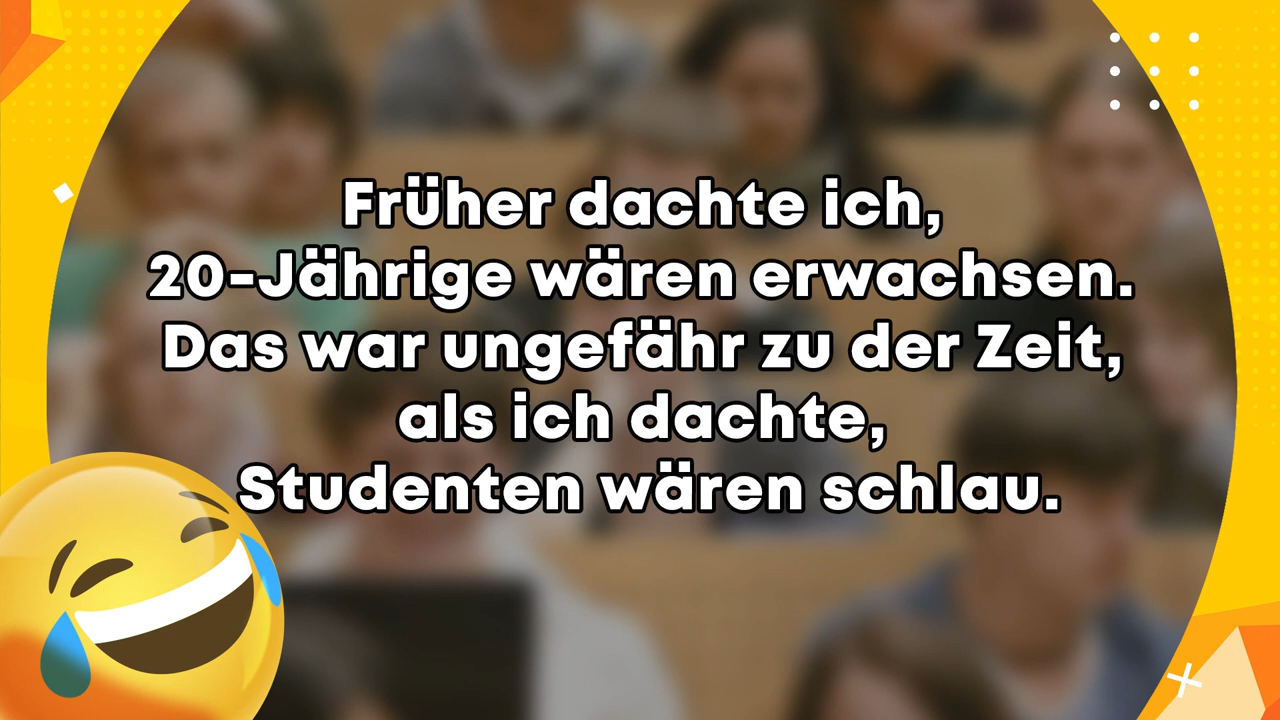 Früher dachte ich,
20-Jährige wären erwachsen.
Das war ungefähr zu der Zeit,
als ich dachte,
Studenten wären schlau.